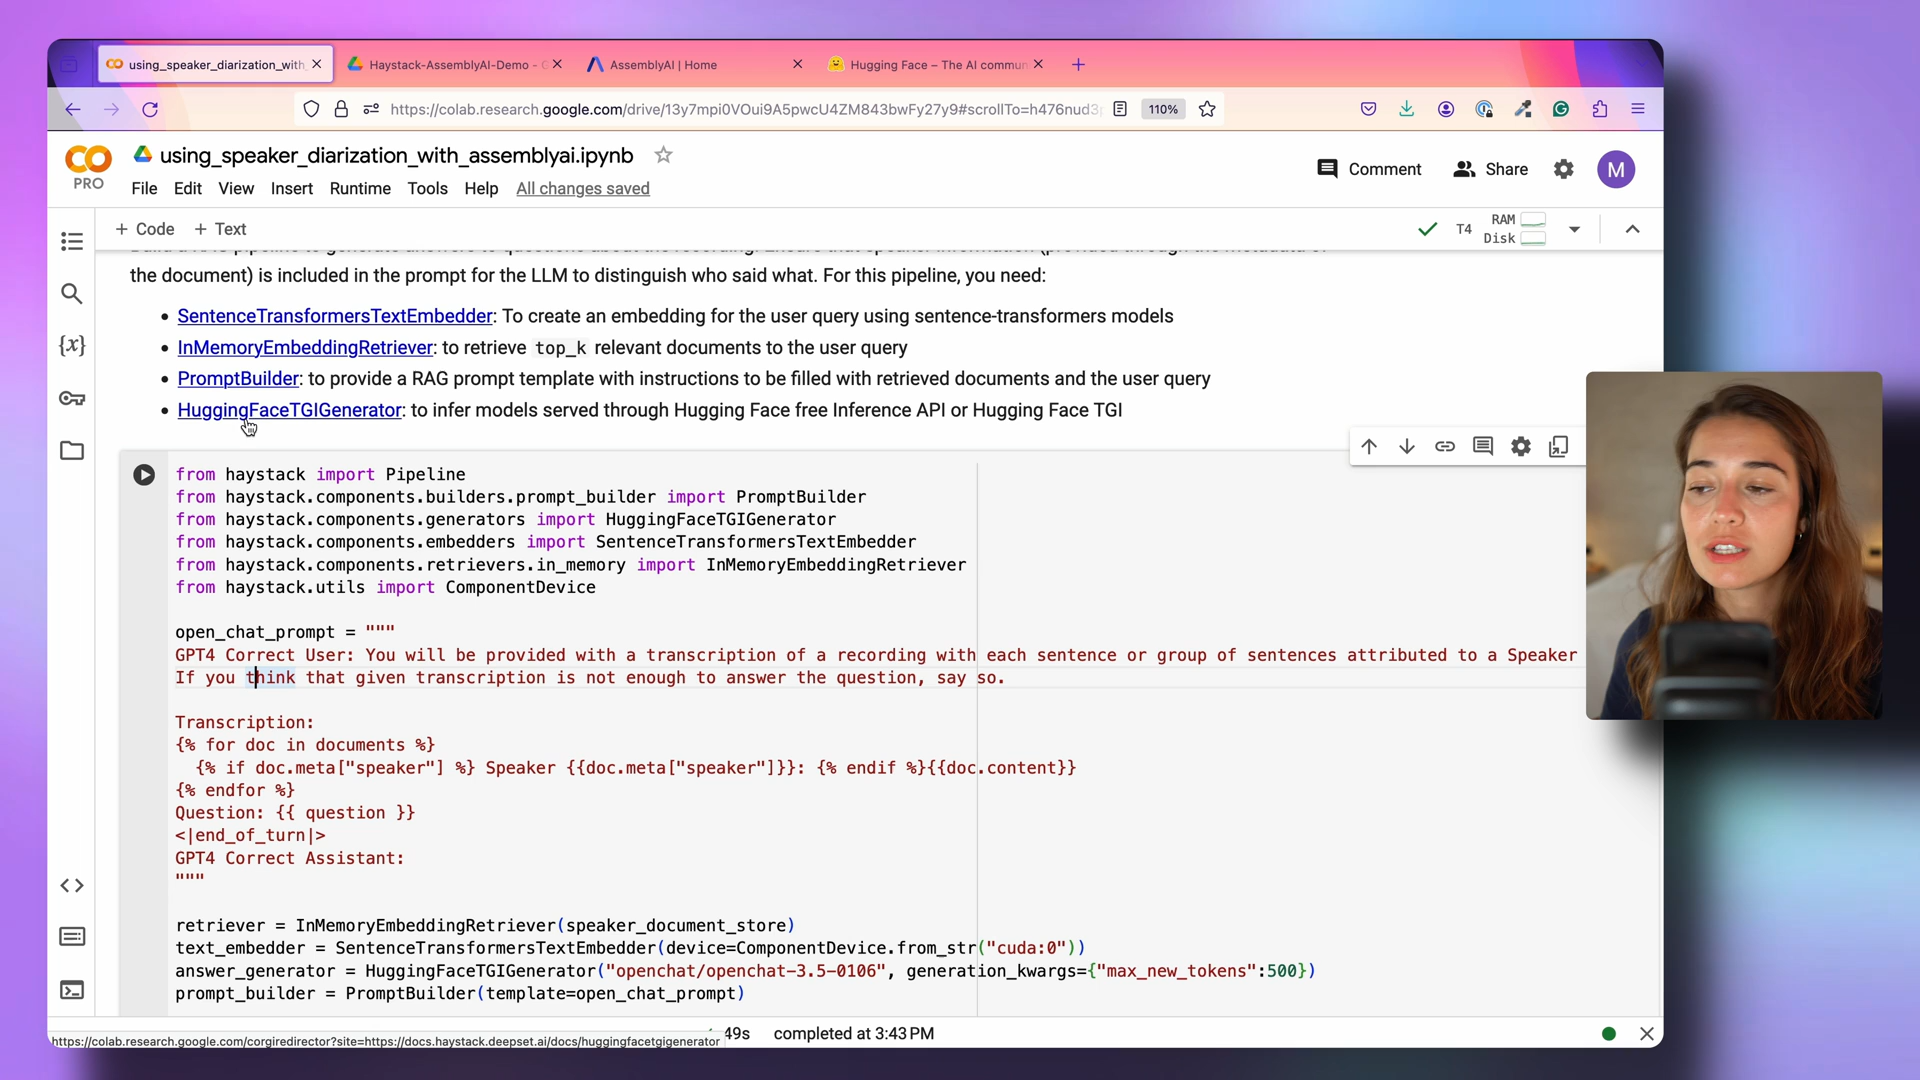 using_speaker_diarization_with
Haystack-AssemblyAI-Demo - G
AssemblyAI | Home
Hugging Face – The AI commun
https://colab.research.google.com/drive/13y7mpi0VOui9A5pwcU4ZM843bwFy27y9#scrollTo=h476nud3
110%
PRO
using_speaker_diarization_with_assemblyai.ipynb
Comment
Share
M
File Edit View Insert Runtime Tools Help All changes saved
+ Code + Text
T4
RAM
Disk
the document) is included in the prompt for the LLM to distinguish who said what. For this pipeline, you need:
• SentenceTransformersTextEmbedder: To create an embedding for the user query using sentence-transformers models
• InMemoryEmbeddingRetriever: to retrieve top_k relevant documents to the user query
• PromptBuilder: to provide a RAG prompt template with instructions to be filled with retrieved documents and the user query
• HuggingFaceTGIGenerator: to infer models served through Hugging Face free Inference API or Hugging Face TGI
from haystack import Pipeline
from haystack.components.builders.prompt_builder import PromptBuilder
from haystack.components.generators import HuggingFaceTGIGenerator
from haystack.components.embedders import SentenceTransformersTextEmbedder
from haystack.components.retrievers.in_memory import InMemoryEmbeddingRetriever
from haystack.utils import ComponentDevice
open_chat_prompt = """
GPT4 Correct User: You will be provided with a transcription of a recording with each sentence or group of sentences attributed to a Speaker
If you think that given transcription is not enough to answer the question, say so.
Transcription:
{% for doc in documents %}
{% if doc.meta["speaker"] %} Speaker {{doc.meta["speaker"]}}: {% endif %}{{doc.content}}
{% endfor %}
Question: {{ question }}
<|end_of_turn|>
GPT4 Correct Assistant:
"""
retriever = InMemoryEmbeddingRetriever(speaker_document_store)
text_embedder = SentenceTransformersTextEmbedder(device=ComponentDevice.from_str("cuda:0"))
answer_generator = HuggingFaceTGIGenerator("openchat/openchat-3.5-0106", generation_kwargs={"max_new_tokens":500})
prompt_builder = PromptBuilder(template=open_chat_prompt)
49s completed at 3:43 PM
https://colab.research.google.com/corgiredirector?site=https://docs.haystack.deepset.ai/docs/huggingfacetgigenerator